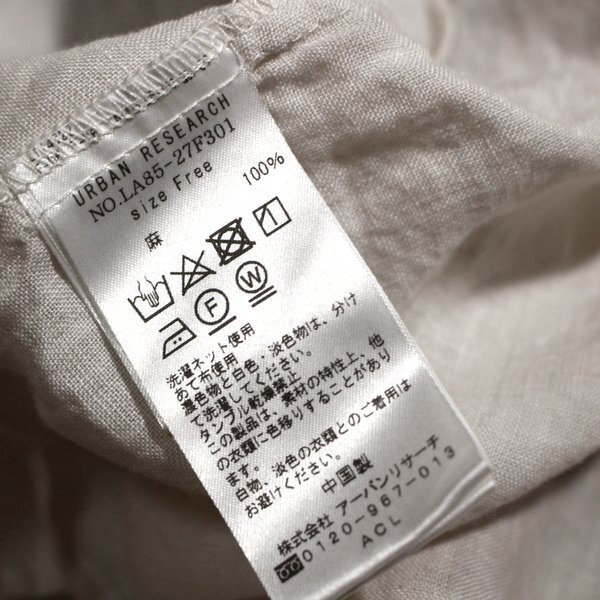 URBAN RESEARCH
NO.LA85-27F301
size Free
麻 100%
F W
洗濯ネット使用
あて布使用
濃色物と白色・淡色物は、分け
て洗濯してください。
タンブル乾燥禁止
この製品は、素材の特性上、他
の衣類に色移りすることがあり
ます。
白物、淡色の衣類とのご着用は
お避けください。
中国製
株式会社 アーバンリサーチ
0120-967-013
ACL